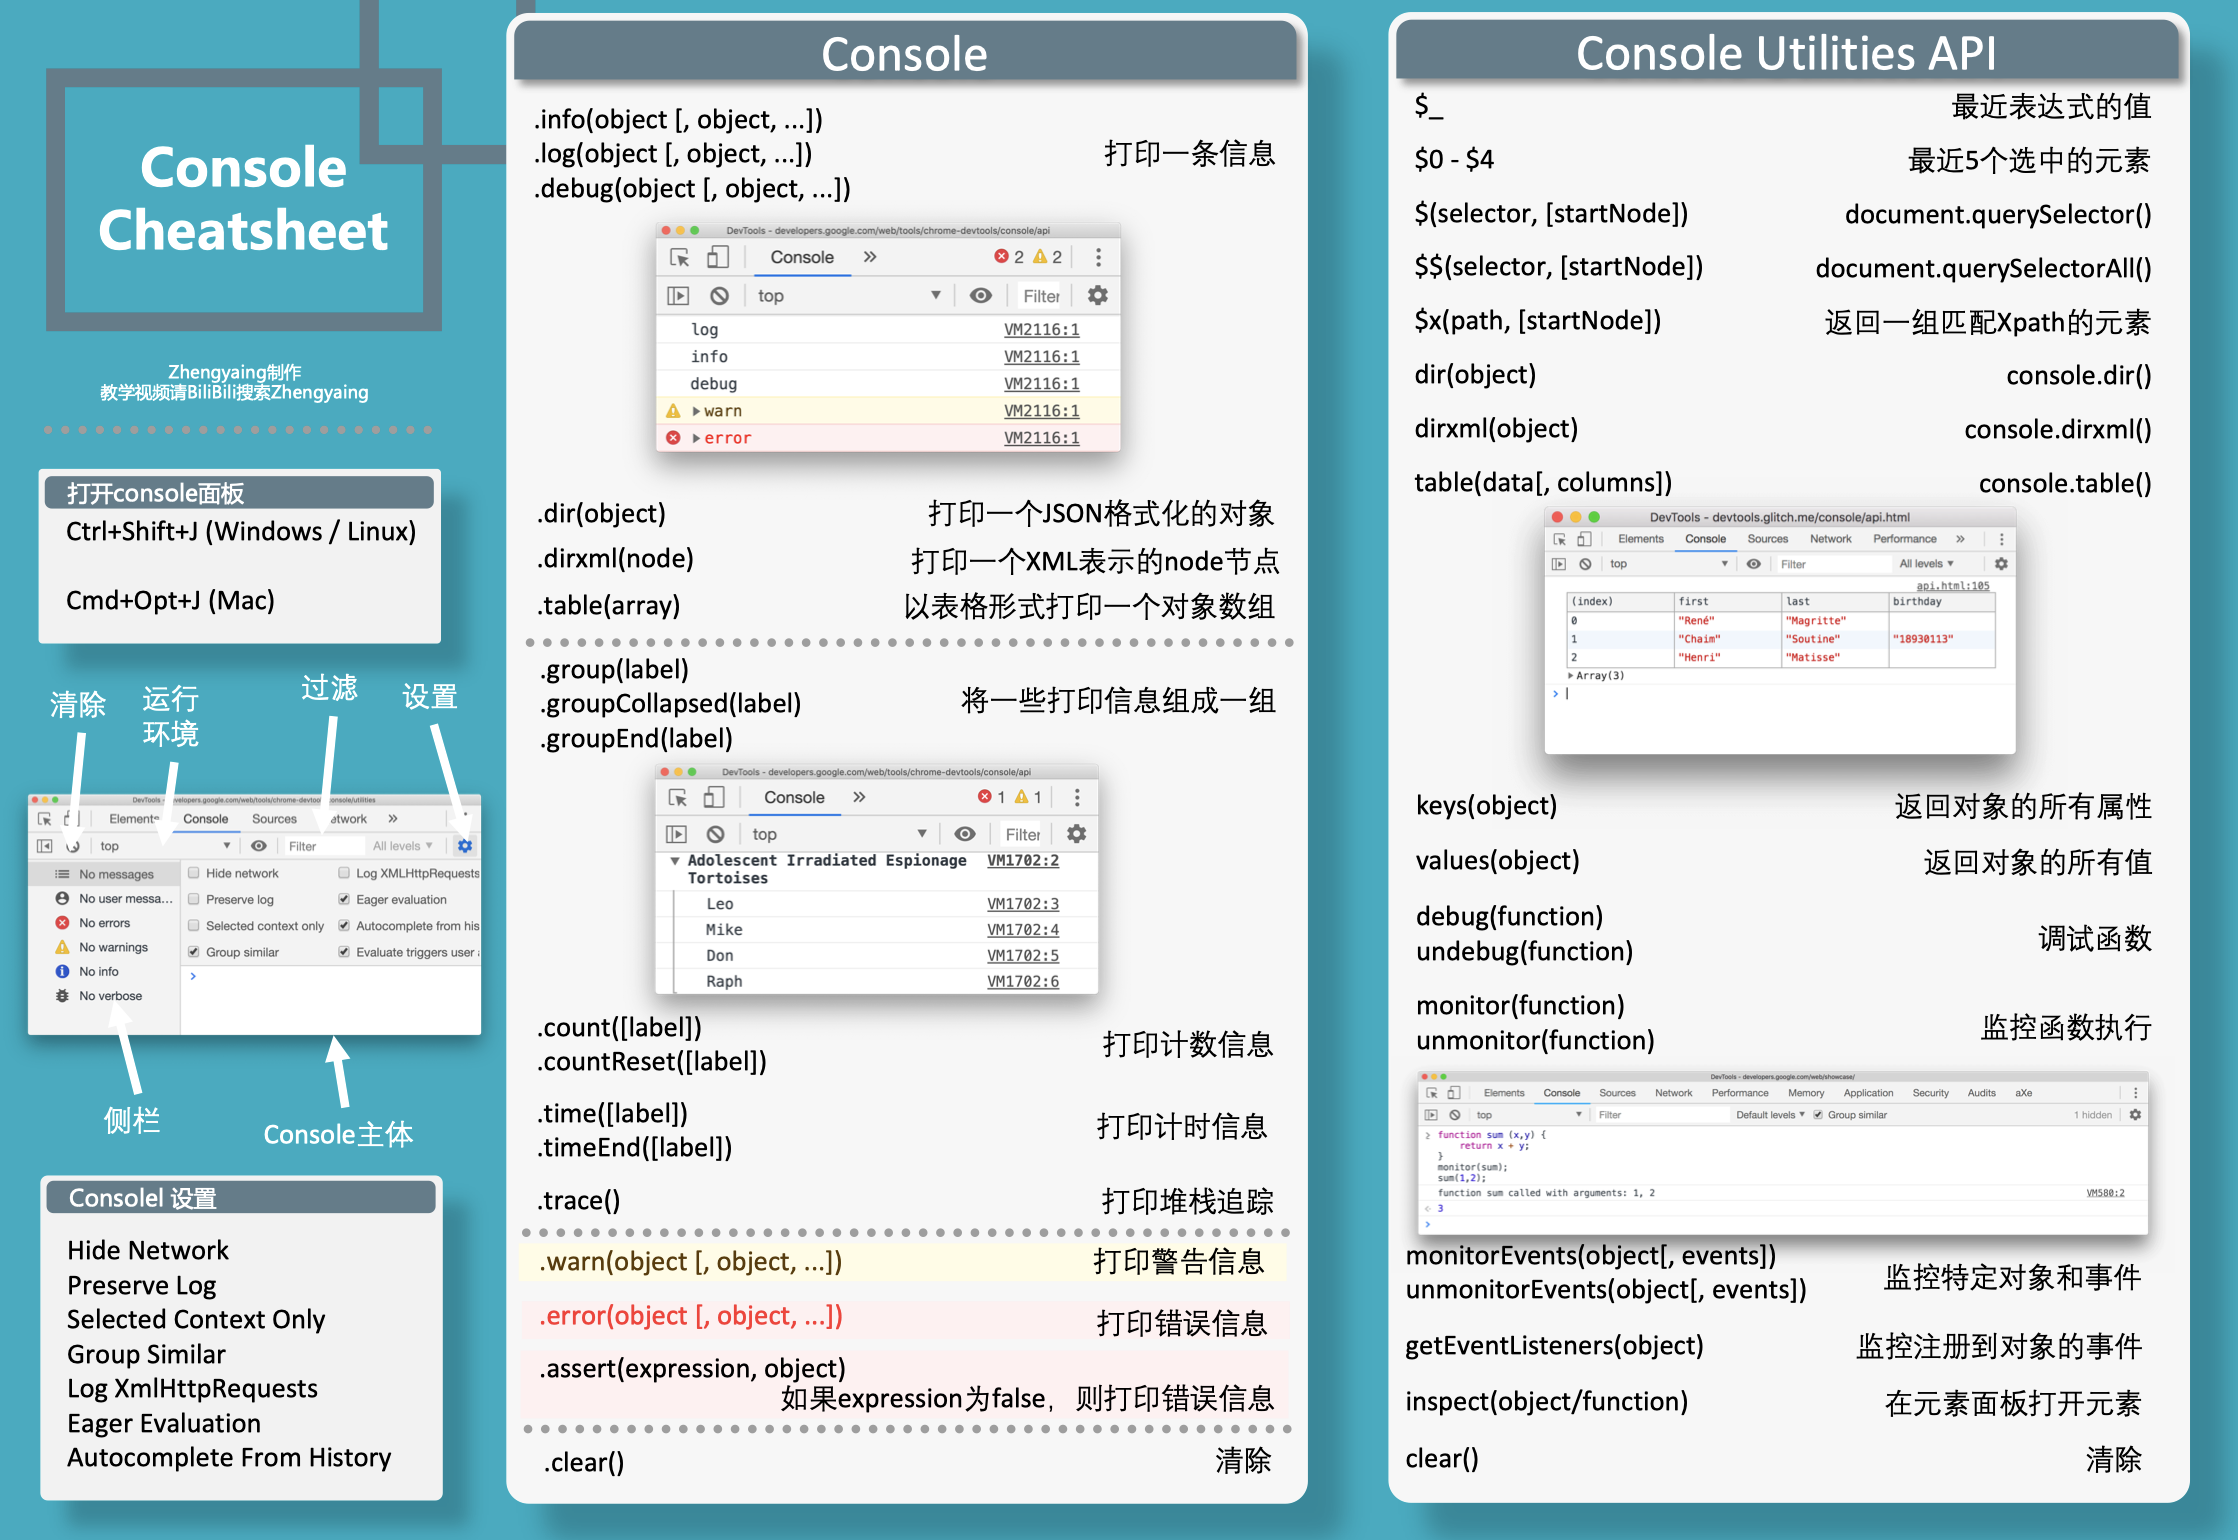 Console
Cheatsheet
Zhengyaing制作
教学视频请BiliBili搜索Zhengyaing
打开console面板
Ctrl+Shift+J (Windows / Linux)
Cmd+Opt+J (Mac)
清除
运行
环境
过滤
设置
DevTools - developers.google.com/web/tools/chrome-devtools/console/utilities
Elements Console Sources Network »
top Filter All levels ▼
No messages
No user messa...
No errors
No warnings
No info
No verbose
Hide network
Log XMLHttpRequests
Preserve log
Eager evaluation
Selected context only
Autocomplete from his
Group similar
Evaluate triggers user
侧栏
Console主体
Consolel 设置
Hide Network
Preserve Log
Selected Context Only
Group Similar
Log XmlHttpRequests
Eager Evaluation
Autocomplete From History
Console
.info(object [, object, ...])
.log(object [, object, ...])
.debug(object [, object, ...])
打印一条信息
DevTools - developers.google.com/web/tools/chrome-devtools/console/api
Console » 2 2
top Filter
log VM2116:1
info VM2116:1
debug VM2116:1
warn VM2116:1
error VM2116:1
.dir(object) 打印一个JSON格式化的对象
.dirxml(node) 打印一个XML表示的node节点
.table(array) 以表格形式打印一个对象数组
.group(label)
.groupCollapsed(label)
.groupEnd(label)
将一些打印信息组成一组
DevTools - developers.google.com/web/tools/chrome-devtools/console/api
Console » 1 1
top Filter
Adolescent Irradiated Espionage VM1702:2
Tortoises
Leo VM1702:3
Mike VM1702:4
Don VM1702:5
Raph VM1702:6
.count([label])
.countReset([label])
打印计数信息
.time([label])
.timeEnd([label])
打印计时信息
.trace() 打印堆栈追踪
.warn(object [, object, ...]) 打印警告信息
.error(object [, object, ...]) 打印错误信息
.assert(expression, object)
如果expression为false，则打印错误信息
.clear() 清除
Console Utilities API
$_ 最近表达式的值
$0 - $4 最近5个选中的元素
$(selector, [startNode]) document.querySelector()
$$(selector, [startNode]) document.querySelectorAll()
$x(path, [startNode]) 返回一组匹配Xpath的元素
dir(object) console.dir()
dirxml(object) console.dirxml()
table(data[, columns]) console.table()
DevTools - devtools.glitch.me/console/api.html
Elements Console Sources Network Performance »
top Filter All levels ▼
api.html:105
(index) first last birthday
0 "René" "Magritte"
1 "Chaim" "Soutine" "18930113"
2 "Henri" "Matisse"
Array(3)
keys(object) 返回对象的所有属性
values(object) 返回对象的所有值
debug(function)
undebug(function)
调试函数
monitor(function)
unmonitor(function)
监控函数执行
DevTools - developers.google.com/web/showcase/
Elements Console Sources Network Performance Memory Application Security Audits aXe
top Filter Default levels ▼ Group similar 1 hidden
function sum (x,y) {
return x + y;
}
monitor(sum);
sum(1,2);
function sum called with arguments: 1, 2 VM580:2
3
monitorEvents(object[, events])
unmonitorEvents(object[, events])
监控特定对象和事件
getEventListeners(object) 监控注册到对象的事件
inspect(object/function) 在元素面板打开元素
clear() 清除